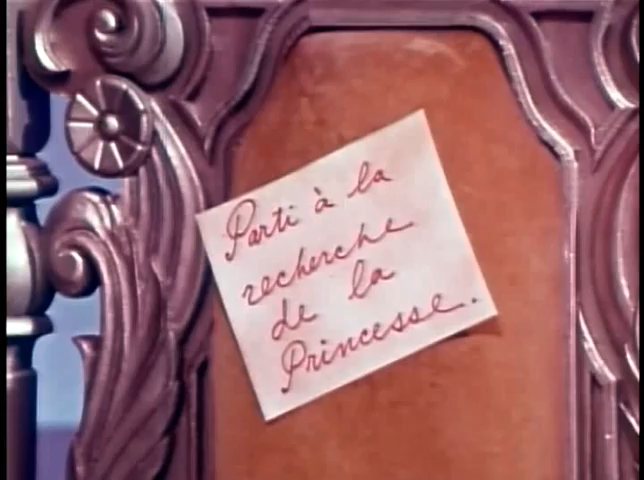 Parti à la
recherche
de la
Princesse.